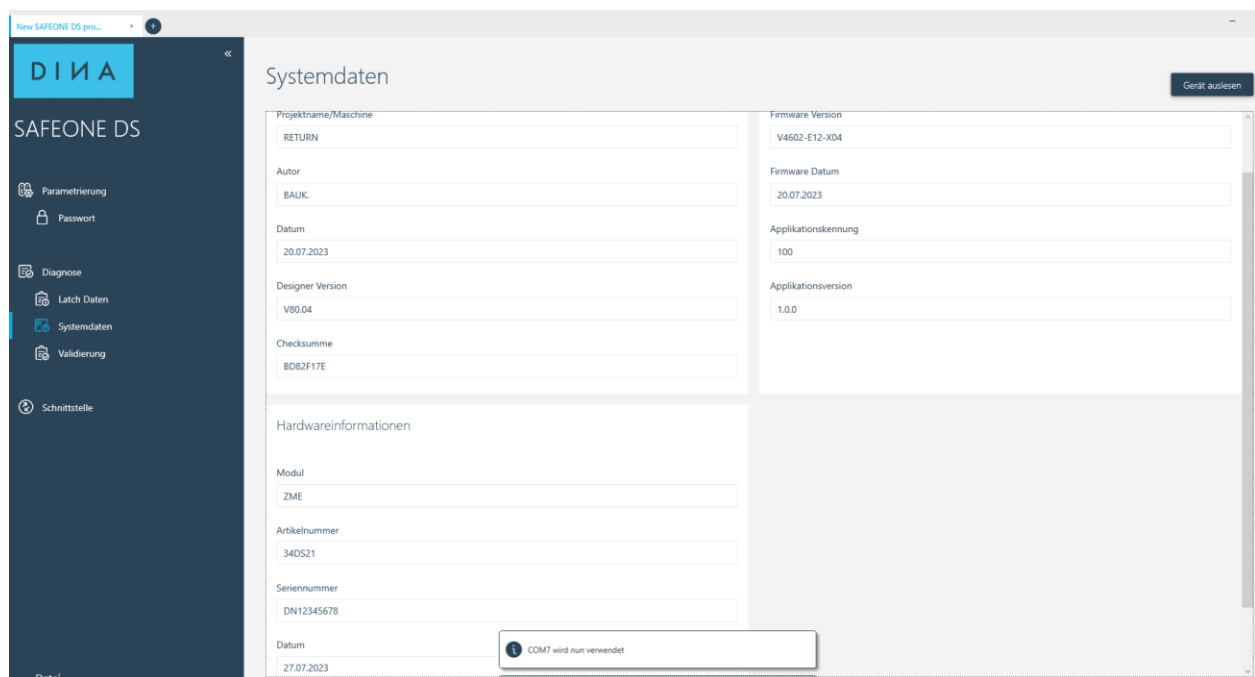 New SAFEONE DS pro...
DINA
SAFEONE DS
Parametrierung
Passwort
Diagnose
Latch Daten
Systemdaten
Validierung
Schnittstelle
Datei
Systemdaten
Gerät auslesen
Projektname/Maschine
RETURN
Autor
BAUK.
Datum
20.07.2023
Designer Version
V80.04
Checksumme
BD82F17E
Firmware Version
V4602-E12-X04
Firmware Datum
20.07.2023
Applikationskennung
100
Applikationsversion
1.0.0
Hardwareinformationen
Modul
ZME
Artikelnummer
34DS21
Seriennummer
DN12345678
Datum
27.07.2023
COM7 wird nun verwendet